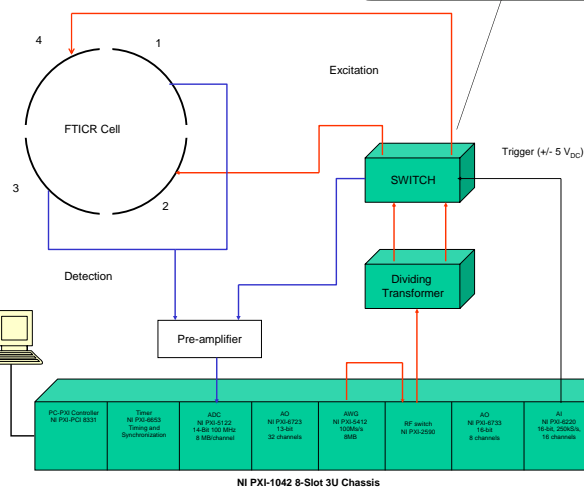 4
1
Excitation
FTICR Cell
Trigger (+/- 5 VDC)
SWITCH
3
2
Detection
Dividing
Transformer
Pre-amplifier
PC-PXI Controller
NI PXI-PCI 8331
Timer
NI PXI-6653
Timing and
Synchronization
ADC
NI PXI-5122
14-Bit 100 MHz
8 MB/channel
AO
NI PXI-6723
13-bit
32 channels
AWG
NI PXI-5412
100Ms/s
8MB
RF switch
NI PXI-2590
AO
NI PXI-6733
16-bit
8 channels
AI
NI PXI-6220
16-bit, 250kS/s,
16 channels
NI PXI-1042 8-Slot 3U Chassis